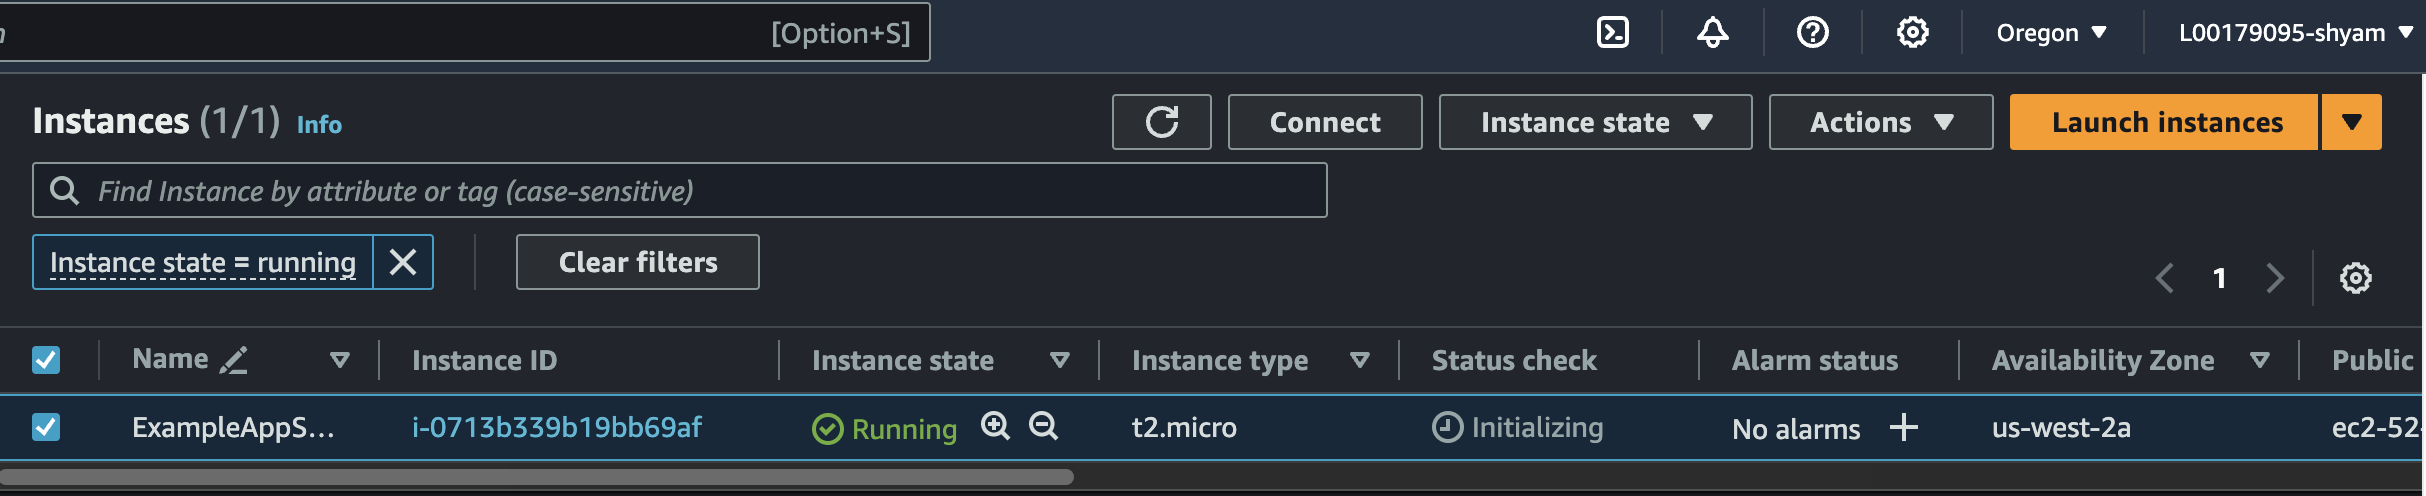 [Option+S] Oregon L00179095-shyam
Instances (1/1) Info Connect Instance state Actions Launch instances
Find Instance by attribute or tag (case-sensitive)
Instance state = running Clear filters
1
Name Instance ID Instance state Instance type Status check Alarm status Availability Zone Public
ExampleAppS... i-0713b339b19bb69af Running t2.micro Initializing No alarms us-west-2a ec2-52-